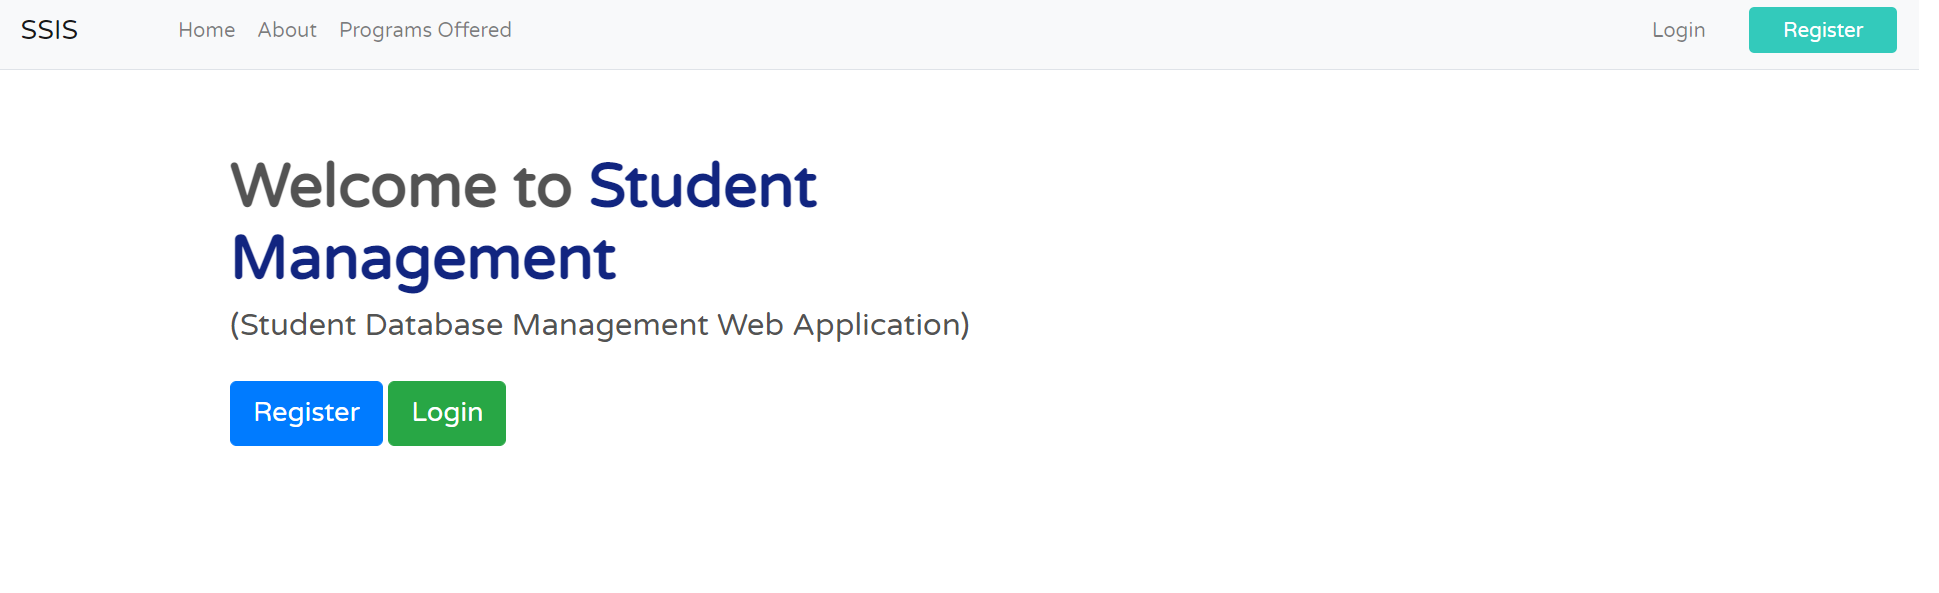 SSIS Home About Programs Offered Login Register
Welcome to Student
Management
(Student Database Management Web Application)
Register Login